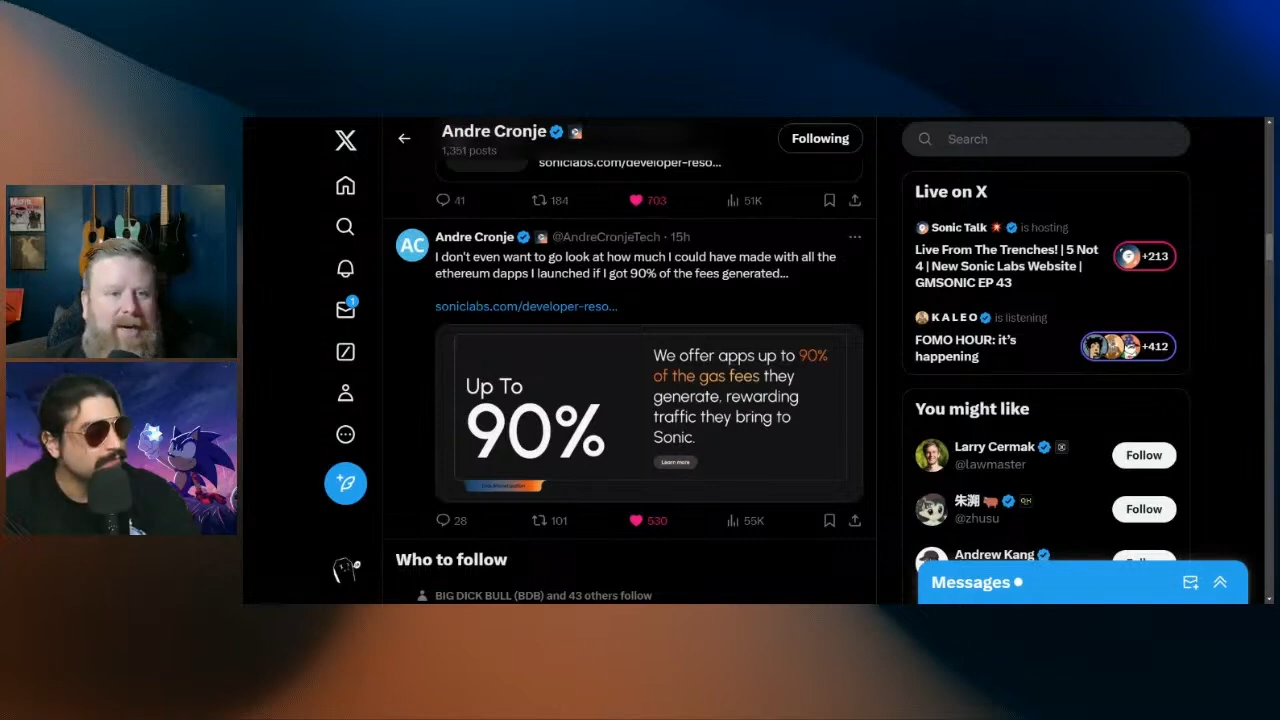 Andre Cronje
1,351 posts
Following
soniclabs.com/developer-reso...
41
184
703
51K
Andre Cronje @AndreCronjeTech · 15h
I don't even want to go look at how much I could have made with all the
ethereum dapps I launched if I got 90% of the fees generated...
soniclabs.com/developer-reso...
Up To
90%
We offer apps up to 90%
of the gas fees they
generate, rewarding
traffic they bring to
Sonic.
Learn more
28
101
530
55K
Who to follow
BIG DICK BULL (BDB) and 43 others follow
1
AC
Search
Live on X
Sonic Talk is hosting
Live From The Trenches! | 5 Not
4 | New Sonic Labs Website |
GMSONIC EP 43
+213
KALEO is listening
FOMO HOUR: it's
happening
+412
You might like
Larry Cermak
@lawmaster
Follow
朱溯
@zhusu
Follow
Andrew Kang
Messages